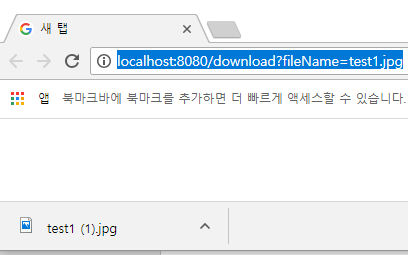 새 탭
localhost:8080/download?fileName=test1.jpg
앱 북마크바에 북마크를 추가하면 더 빠르게 액세스할 수 있습니다.
test1 (1).jpg